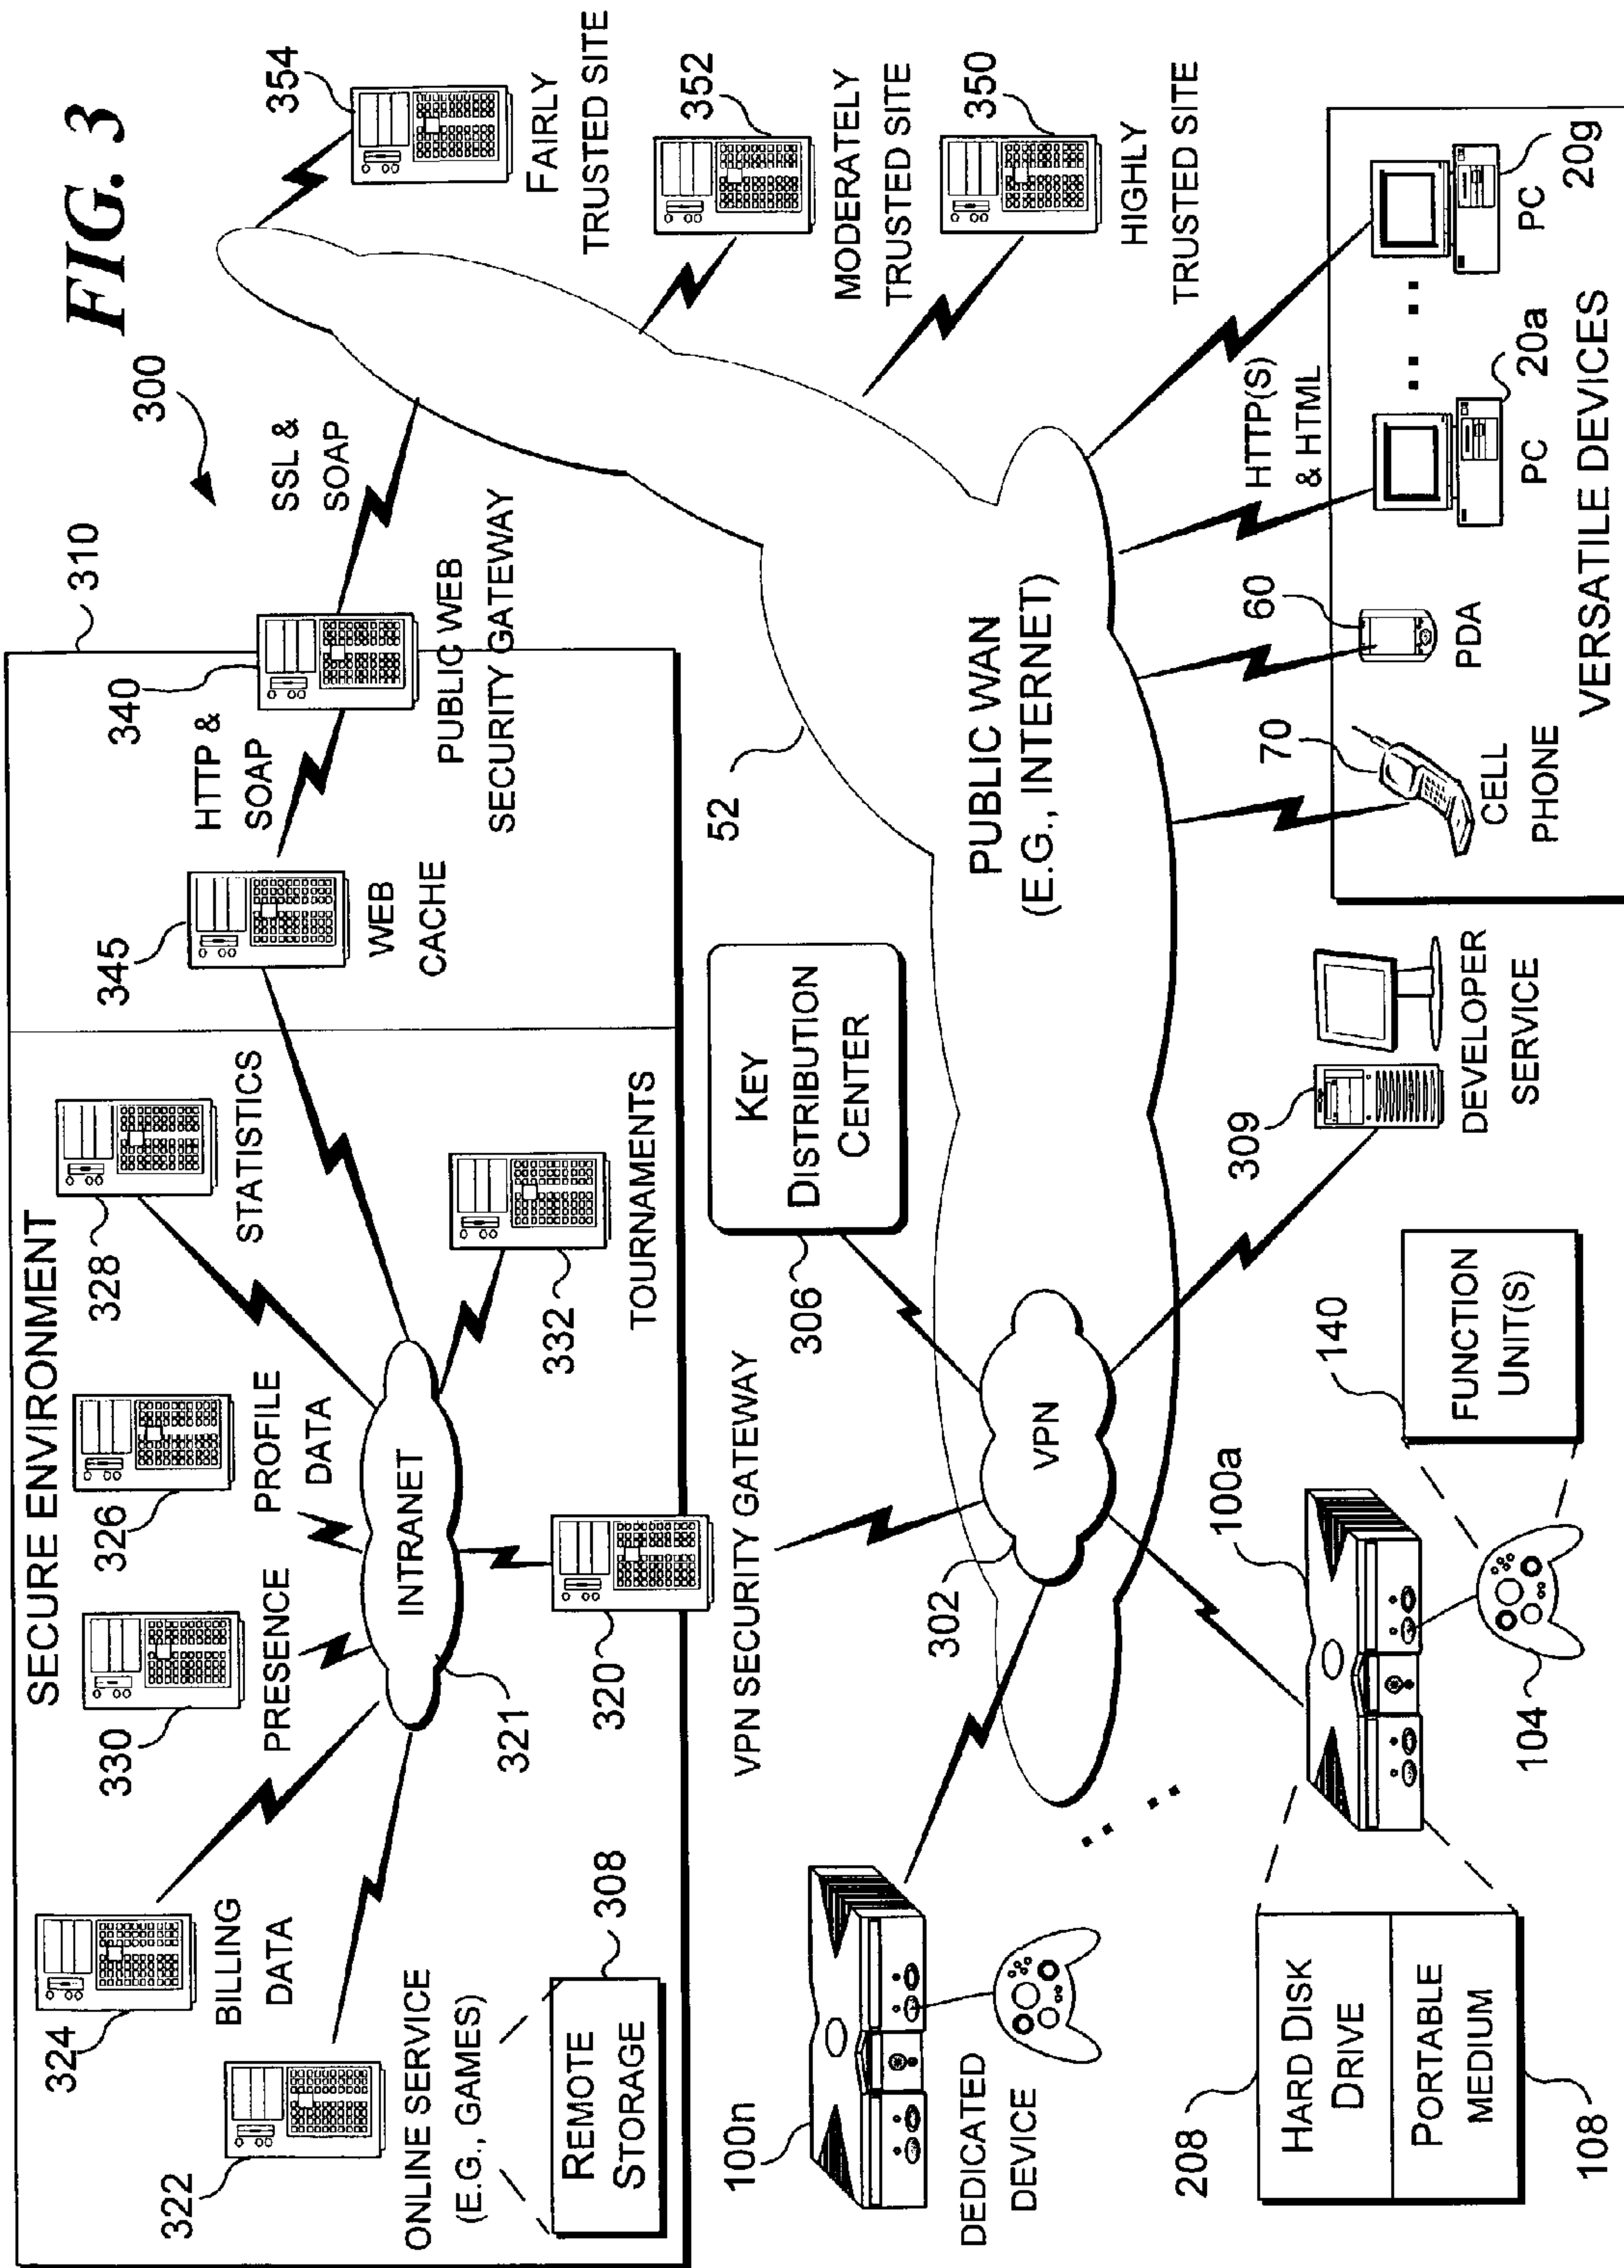 FIG. 3
300
SECURE ENVIRONMENT
310
324
BILLING
DATA
330
PRESENCE
326
PROFILE
DATA
328
STATISTICS
345
WEB
CACHE
HTTP &
SOAP
340
PUBLIC WEB
SECURITY GATEWAY
SSL &
SOAP
354
FAIRLY
TRUSTED SITE
352
MODERATELY
TRUSTED SITE
350
HIGHLY
TRUSTED SITE
322
ONLINE SERVICE
(E.G., GAMES)
REMOTE
STORAGE
308
INTRANET
321
320
VPN SECURITY GATEWAY
332
TOURNAMENTS
306
KEY
DISTRIBUTION
CENTER
52
PUBLIC WAN
(E.G., INTERNET)
302
VPN
100n
DEDICATED
DEVICE
208
HARD DISK
DRIVE
PORTABLE
MEDIUM
108
100a
104
140
FUNCTION
UNIT(S)
309
DEVELOPER
SERVICE
70
CELL
PHONE
60
PDA
HTTP(S)
& HTML
PC
20a
PC
20g
VERSATILE DEVICES